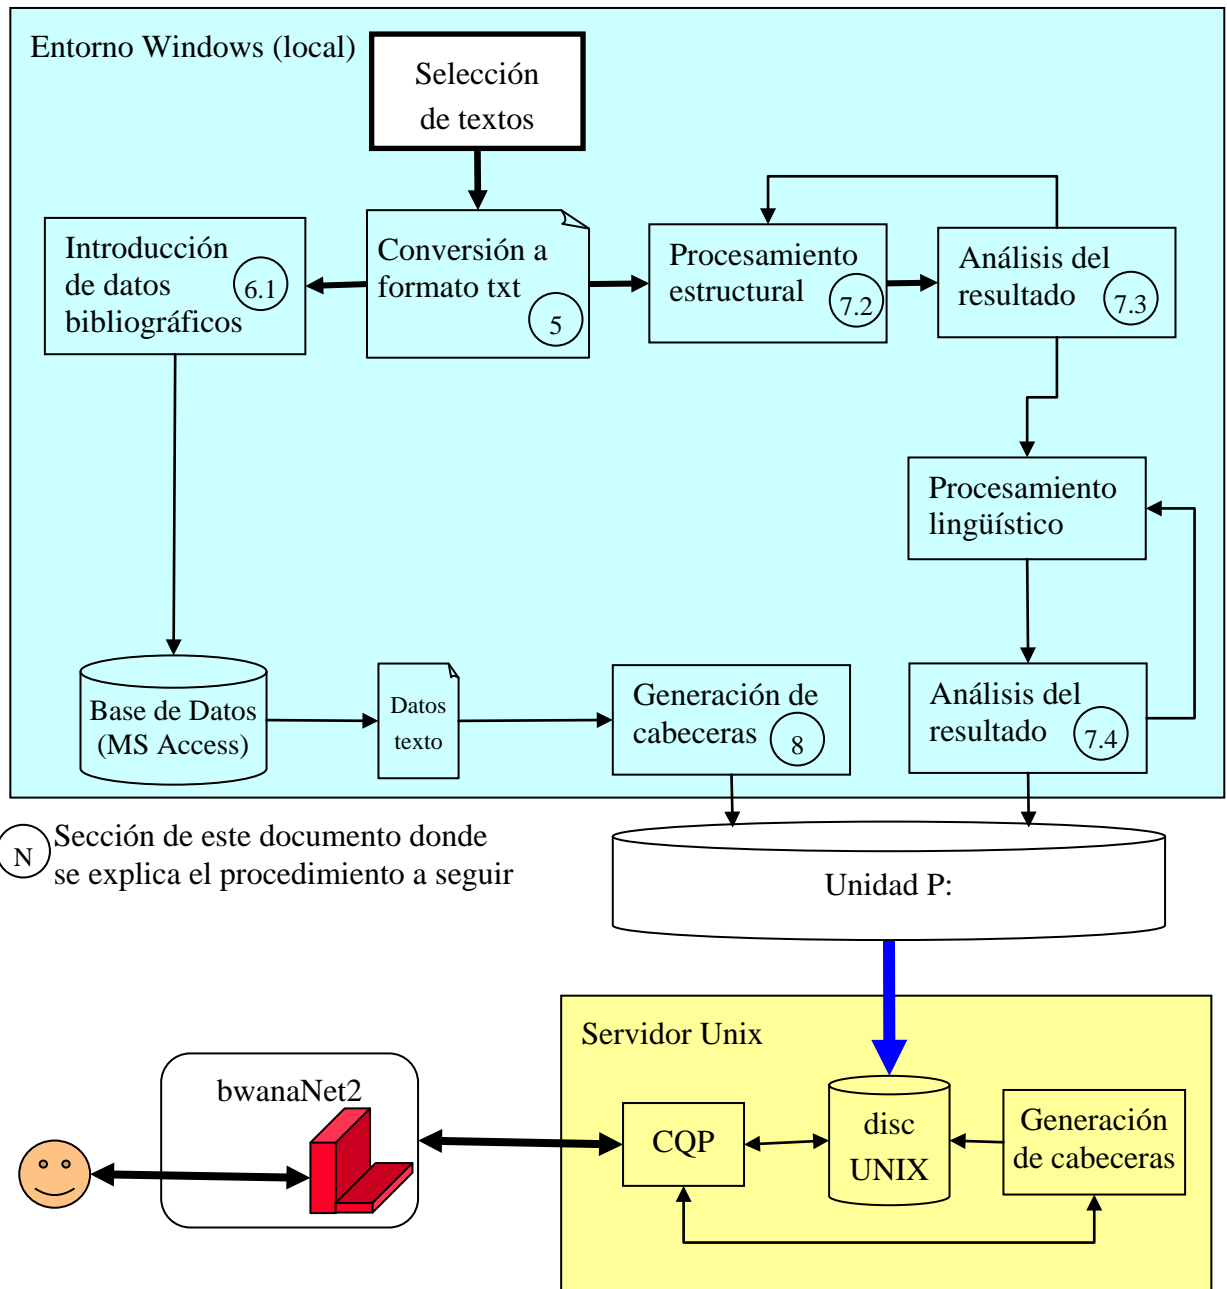 Entorno Windows (local)
Selección
de textos
Introducción
de datos
bibliográficos
6.1
Conversión a
formato txt
5
Procesamiento
estructural
7.2
Análisis del
resultado
7.3
Procesamiento
lingüístico
Base de Datos
(MS Access)
Datos
texto
Generación de
cabeceras
8
Análisis del
resultado
7.4
N
Sección de este documento donde
se explica el procedimiento a seguir
Unidad P:
Servidor Unix
bwanaNet2
CQP
disc
UNIX
Generación
de cabeceras